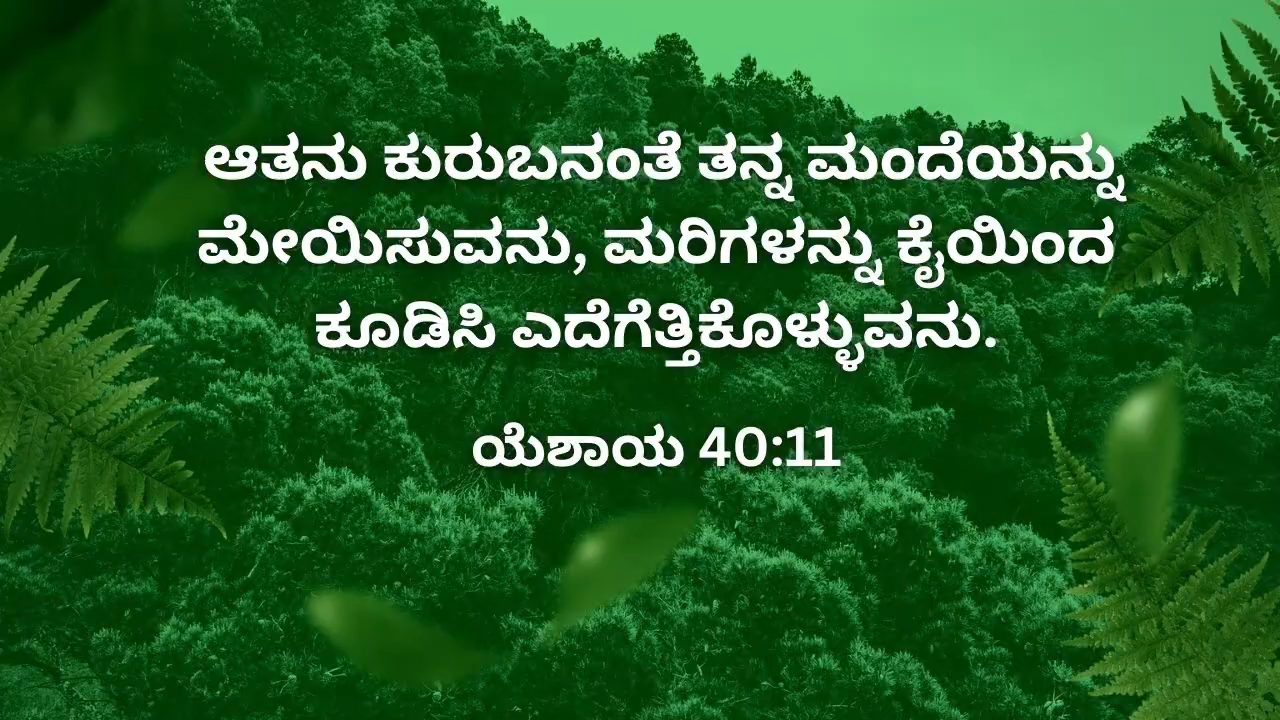 ಆತನು ಕುರುಬನಂತೆ ತನ್ನ ಮಂದೆಯನ್ನು
ಮೇಯಿಸುವನು, ಮರಿಗಳನ್ನು ಕೈಯಿಂದ
ಕೂಡಿಸಿ ಎದೆಗೆತ್ತಿಕೊಳ್ಳುವನು.
ಯೆಶಾಯ 40:11